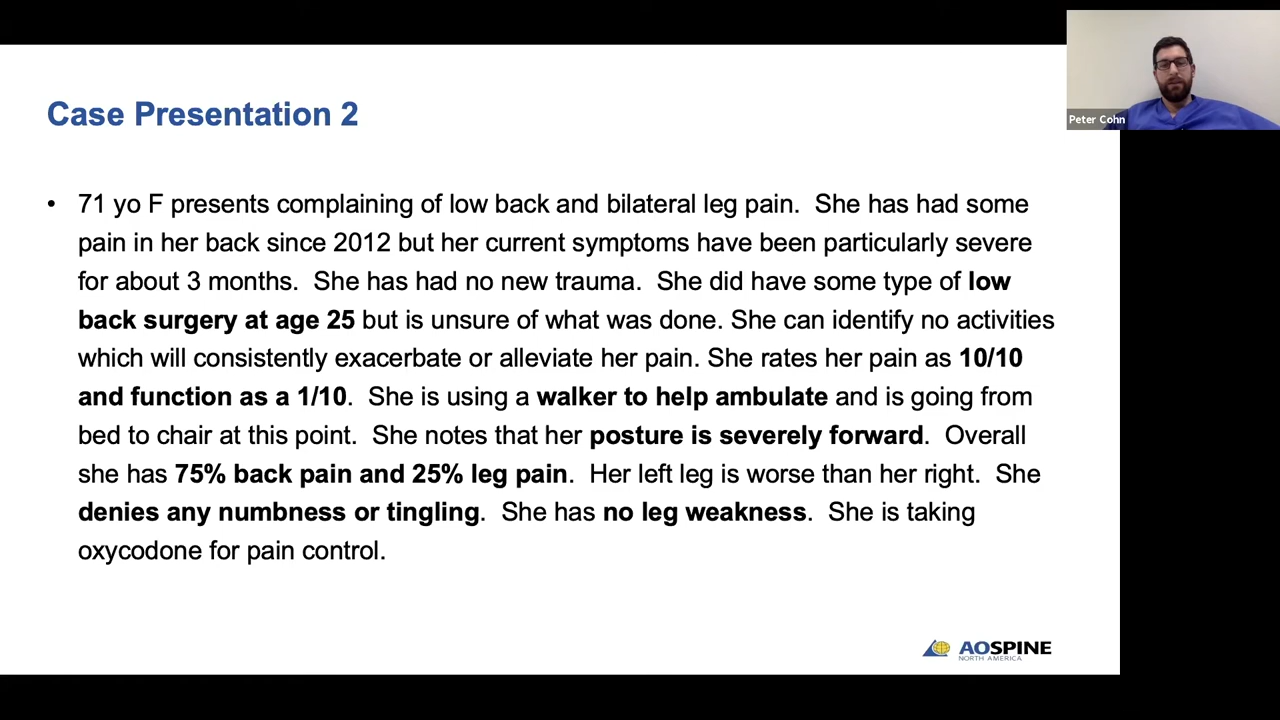 Case Presentation 2
Peter Cohn
• 71 yo F presents complaining of low back and bilateral leg pain. She has had some
pain in her back since 2012 but her current symptoms have been particularly severe
for about 3 months. She has had no new trauma. She did have some type of low
back surgery at age 25 but is unsure of what was done. She can identify no activities
which will consistently exacerbate or alleviate her pain. She rates her pain as 10/10
and function as a 1/10. She is using a walker to help ambulate and is going from
bed to chair at this point. She notes that her posture is severely forward. Overall
she has 75% back pain and 25% leg pain. Her left leg is worse than her right. She
denies any numbness or tingling. She has no leg weakness. She is taking
oxycodone for pain control.
AOSPINE
NORTH AMERICA